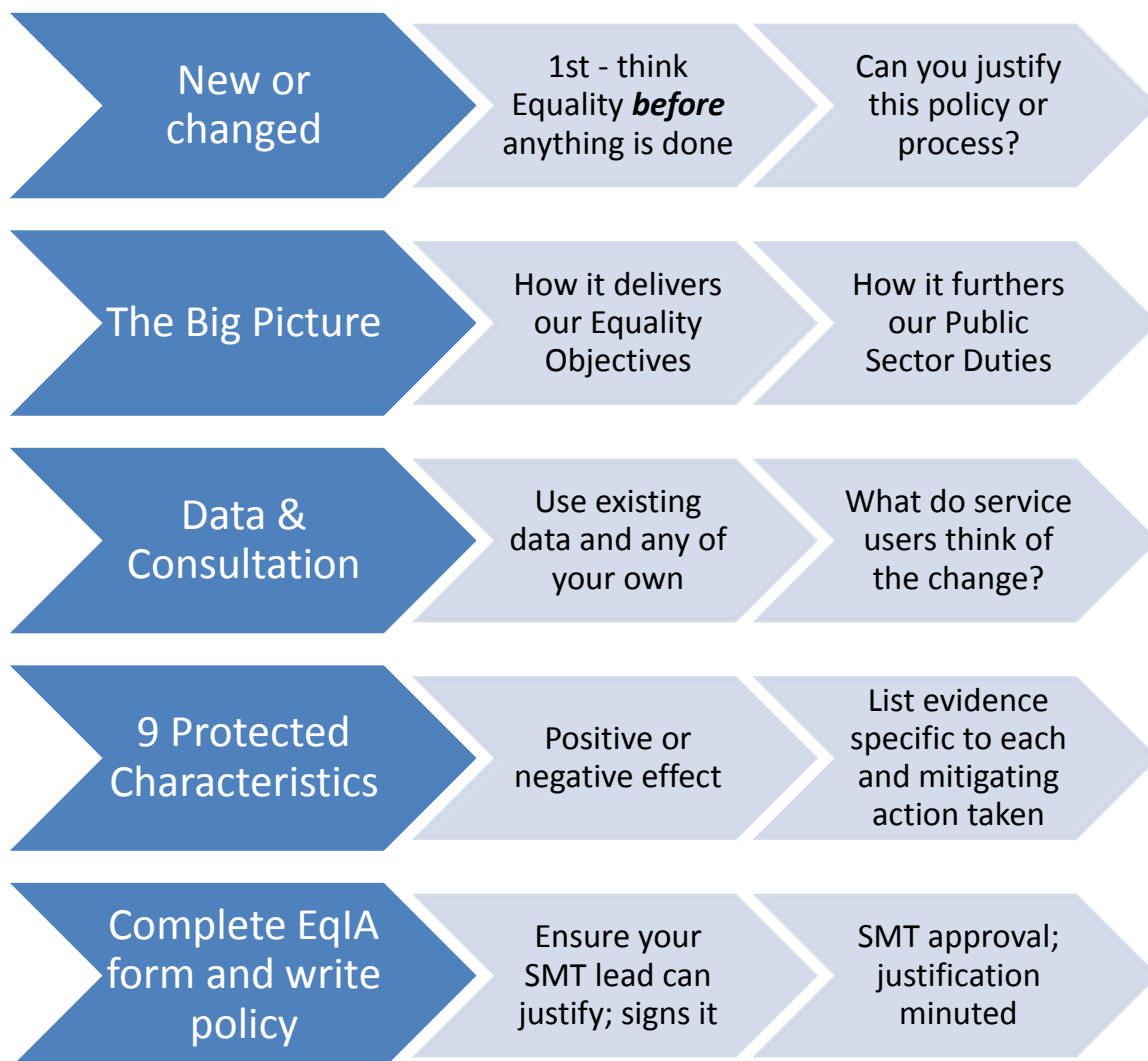 New or
changed
1st - think
Equality before
anything is done
Can you justify
this policy or
process?
The Big Picture
How it delivers
our Equality
Objectives
How it furthers
our Public
Sector Duties
Data &
Consultation
Use existing
data and any of
your own
What do service
users think of
the change?
9 Protected
Characteristics
Positive or
negative effect
List evidence
specific to each
and mitigating
action taken
Complete EqIA
form and write
policy
Ensure your
SMT lead can
justify; signs it
SMT approval;
justification
minuted